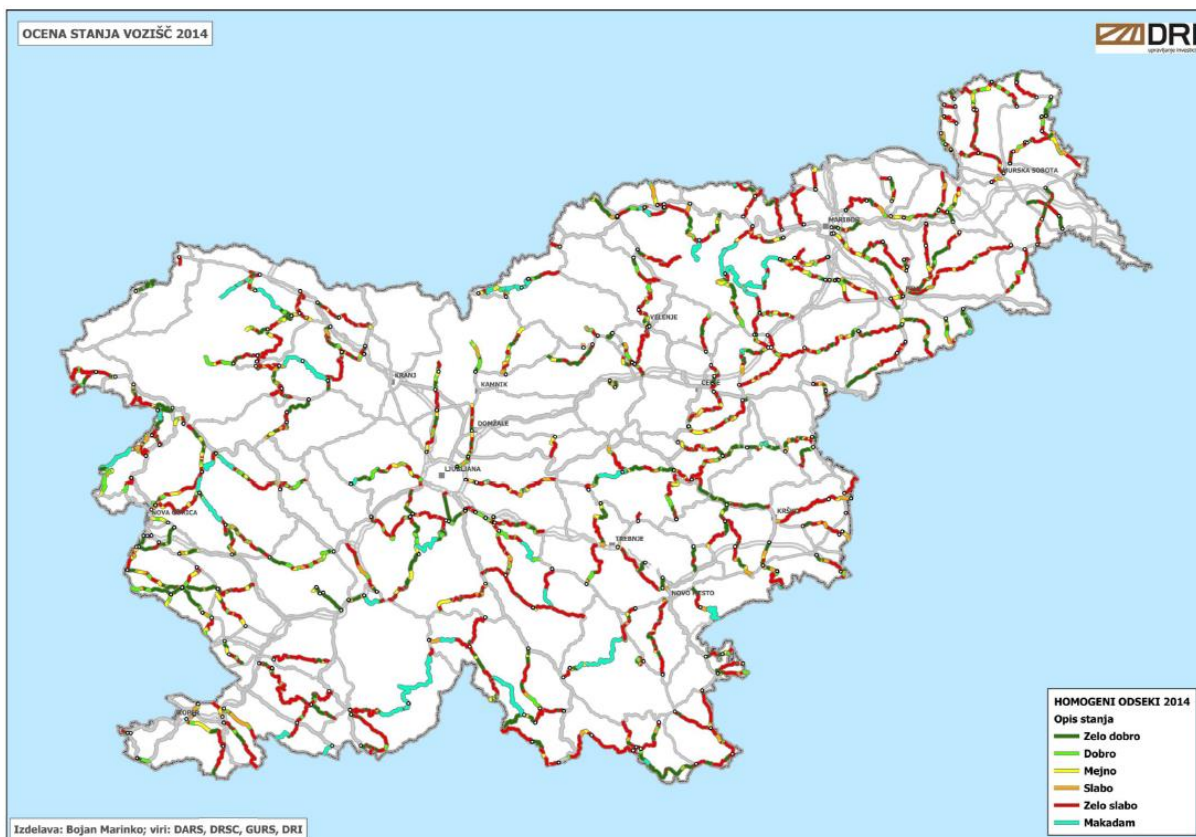 OCENA STANJA VOZIŠČ 2014
DRI
upravljanje investicij
MURSKA SOBOTA
MARIBOR
VELENJE
KRANJ
KAMNIK
CELJE
DOMŽALE
LJUBLJANA
NOVA GORICA
KRŠKO
TREBNJE
NOVO MESTO
KOPER
HOMOGENI ODSEKI 2014
Opis stanja
Zelo dobro
Dobro
Mejno
Slabo
Zelo slabo
Makadam
Izdelava: Bojan Marinko; viri: DARS, DRSC, GURS, DRI